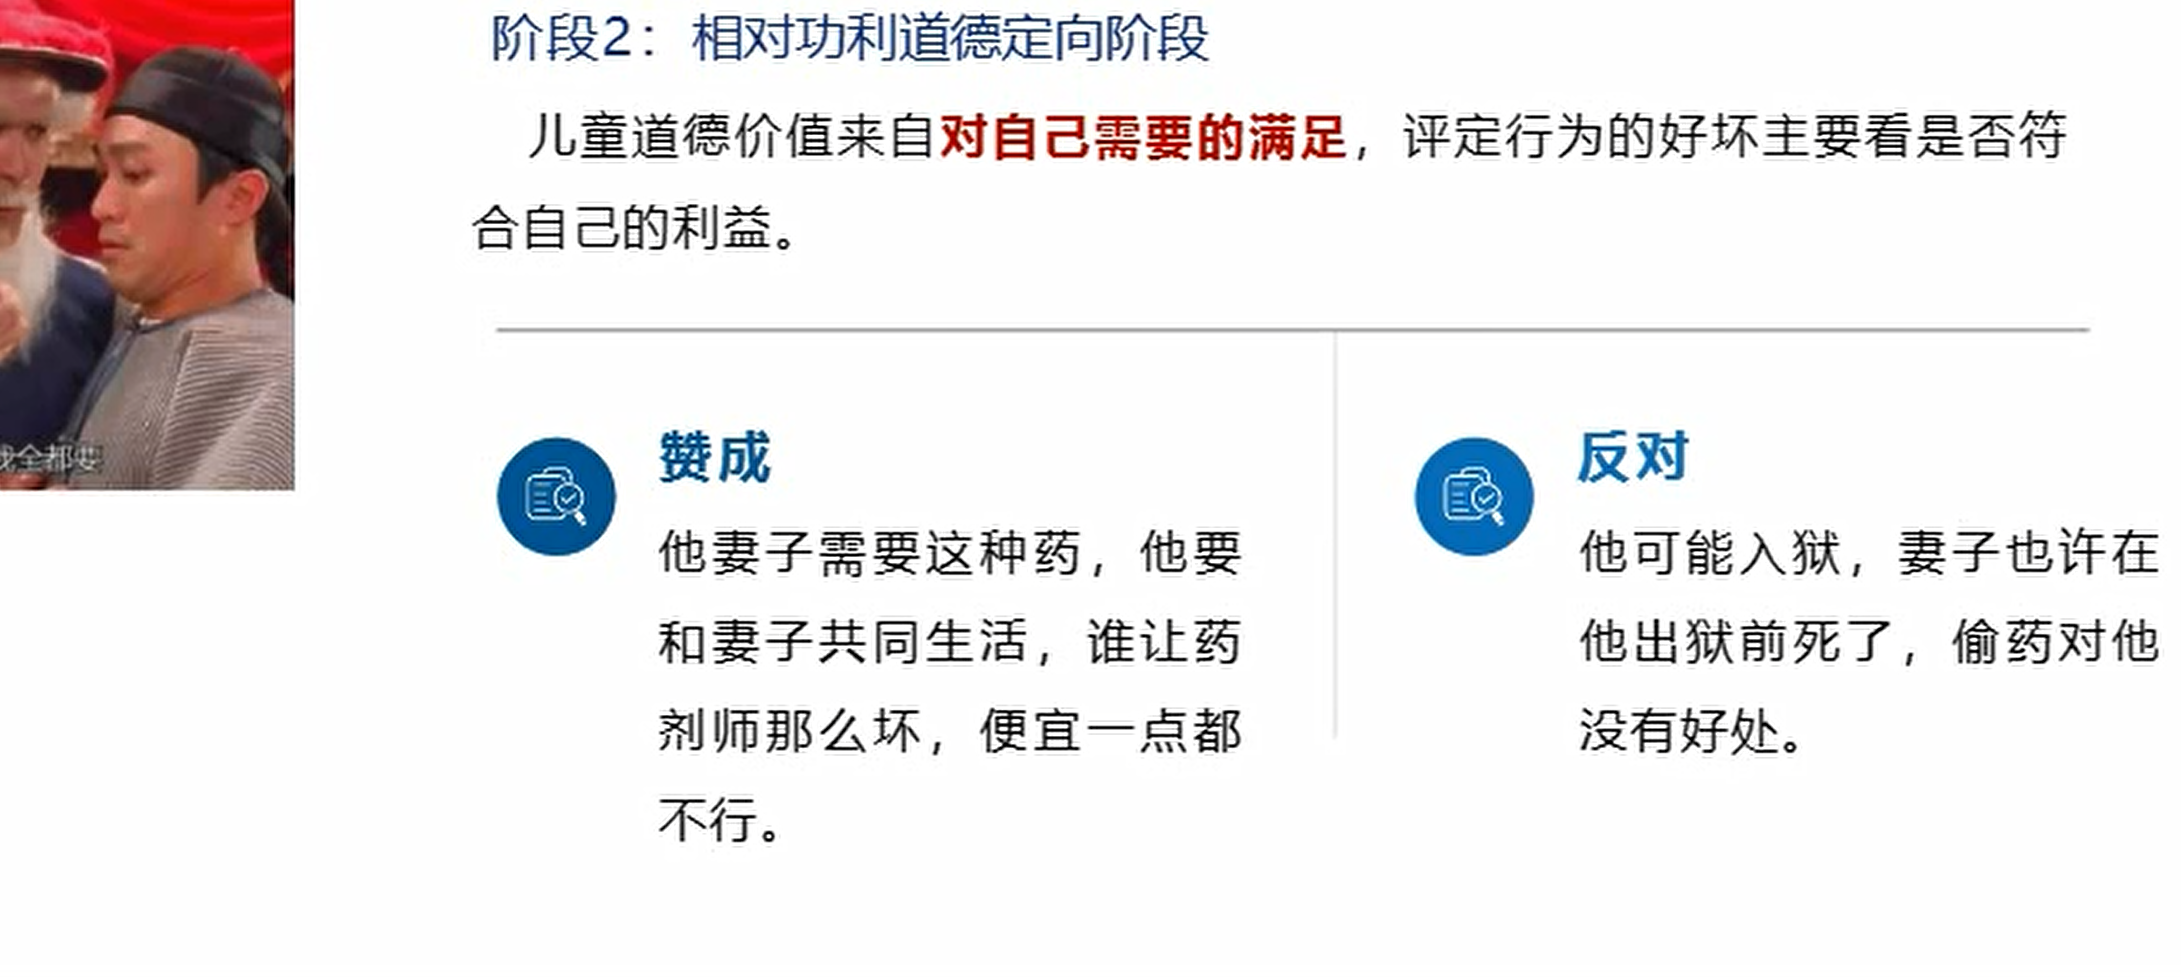 阶段2：相对功利道德定向阶段
儿童道德价值来自对自己需要的满足，评定行为的好坏主要看是否符
合自己的利益。
我全都要
赞成
他妻子需要这种药，他要
和妻子共同生活，谁让药
剂师那么坏，便宜一点都
不行。
反对
他可能入狱，妻子也许在
他出狱前死了，偷药对他
没有好处。